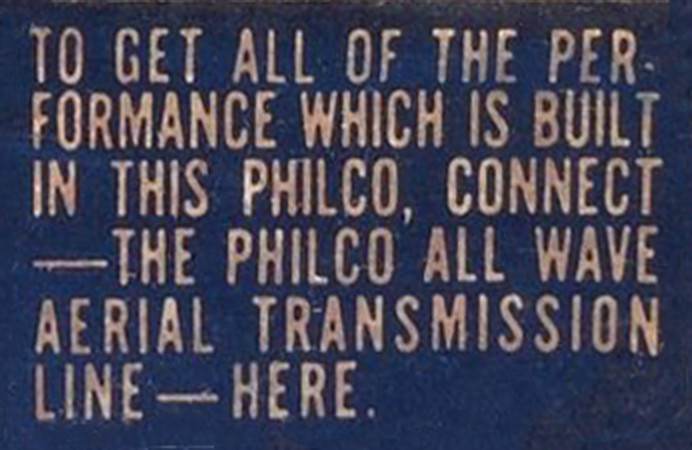 TO GET ALL OF THE PER-
FORMANCE WHICH IS BUILT
IN THIS PHILCO, CONNECT
—THE PHILCO ALL WAVE
AERIAL TRANSMISSION
LINE—HERE.